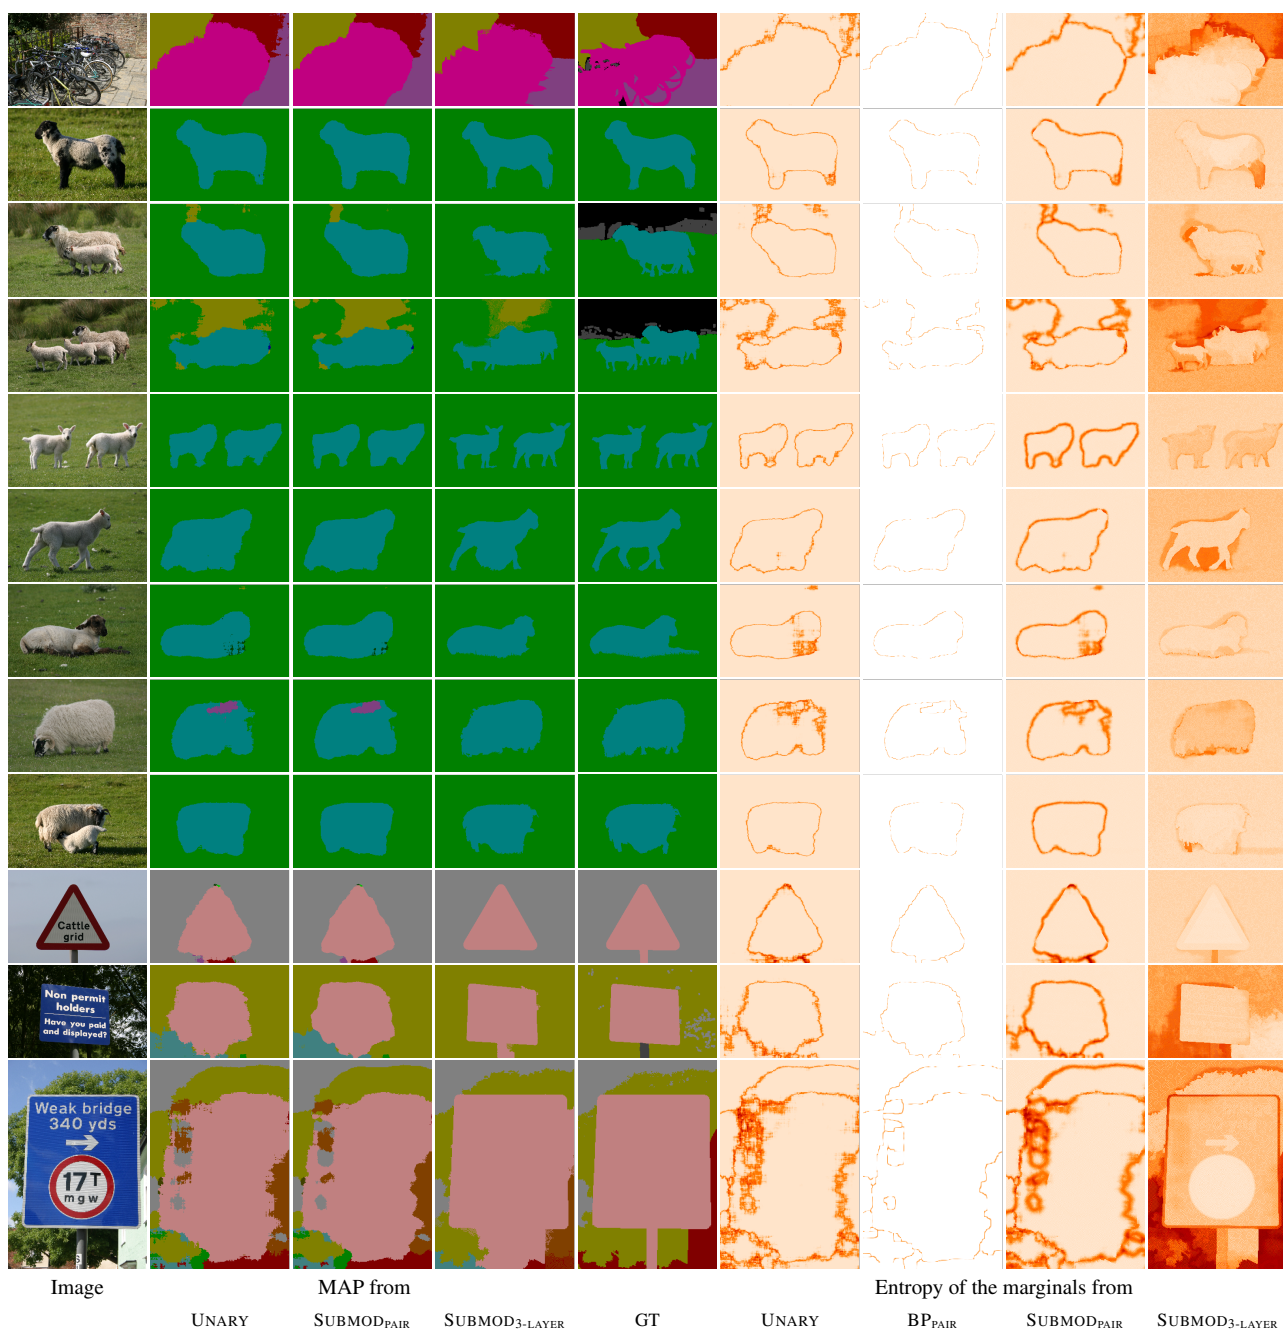 Cattle
grid
Non permit
holders
Have you paid
and displayed?
Weak bridge
340 yds
17T
mgw
Image
MAP from
Entropy of the marginals from
UNARY
SUBMODPAIR
SUBMOD3-LAYER
GT
UNARY
BPPAIR
SUBMODPAIR
SUBMOD3-LAYER